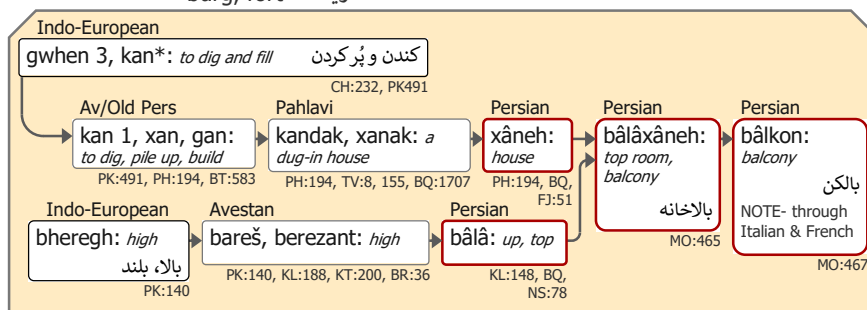 burg, fort
Indo-European
gwhen 3, kan*: to dig and fill کندن و پُر کردن
CH:232, PK491
Av/Old Pers
kan 1, xan, gan:
to dig, pile up, build
PK:491, PH:194, BT:583
Pahlavi
kandak, xanak: a
dug-in house
PH:194, TV:8, 155, BQ:1707
Persian
xâneh:
house
PH:194, BQ,
FJ:51
Persian
bâlâxâneh:
top room,
balcony
بالاخانه
MO:465
Persian
bâlkon:
balcony
بالکن
NOTE- through
Italian & French
MO:467
Indo-European
bheregh: high
بالا، بلند
PK:140
Avestan
bareš, berezant: high
PK:140, KL:188, KT:200, BR:36
Persian
bâlâ: up, top
KL:148, BQ,
NS:78